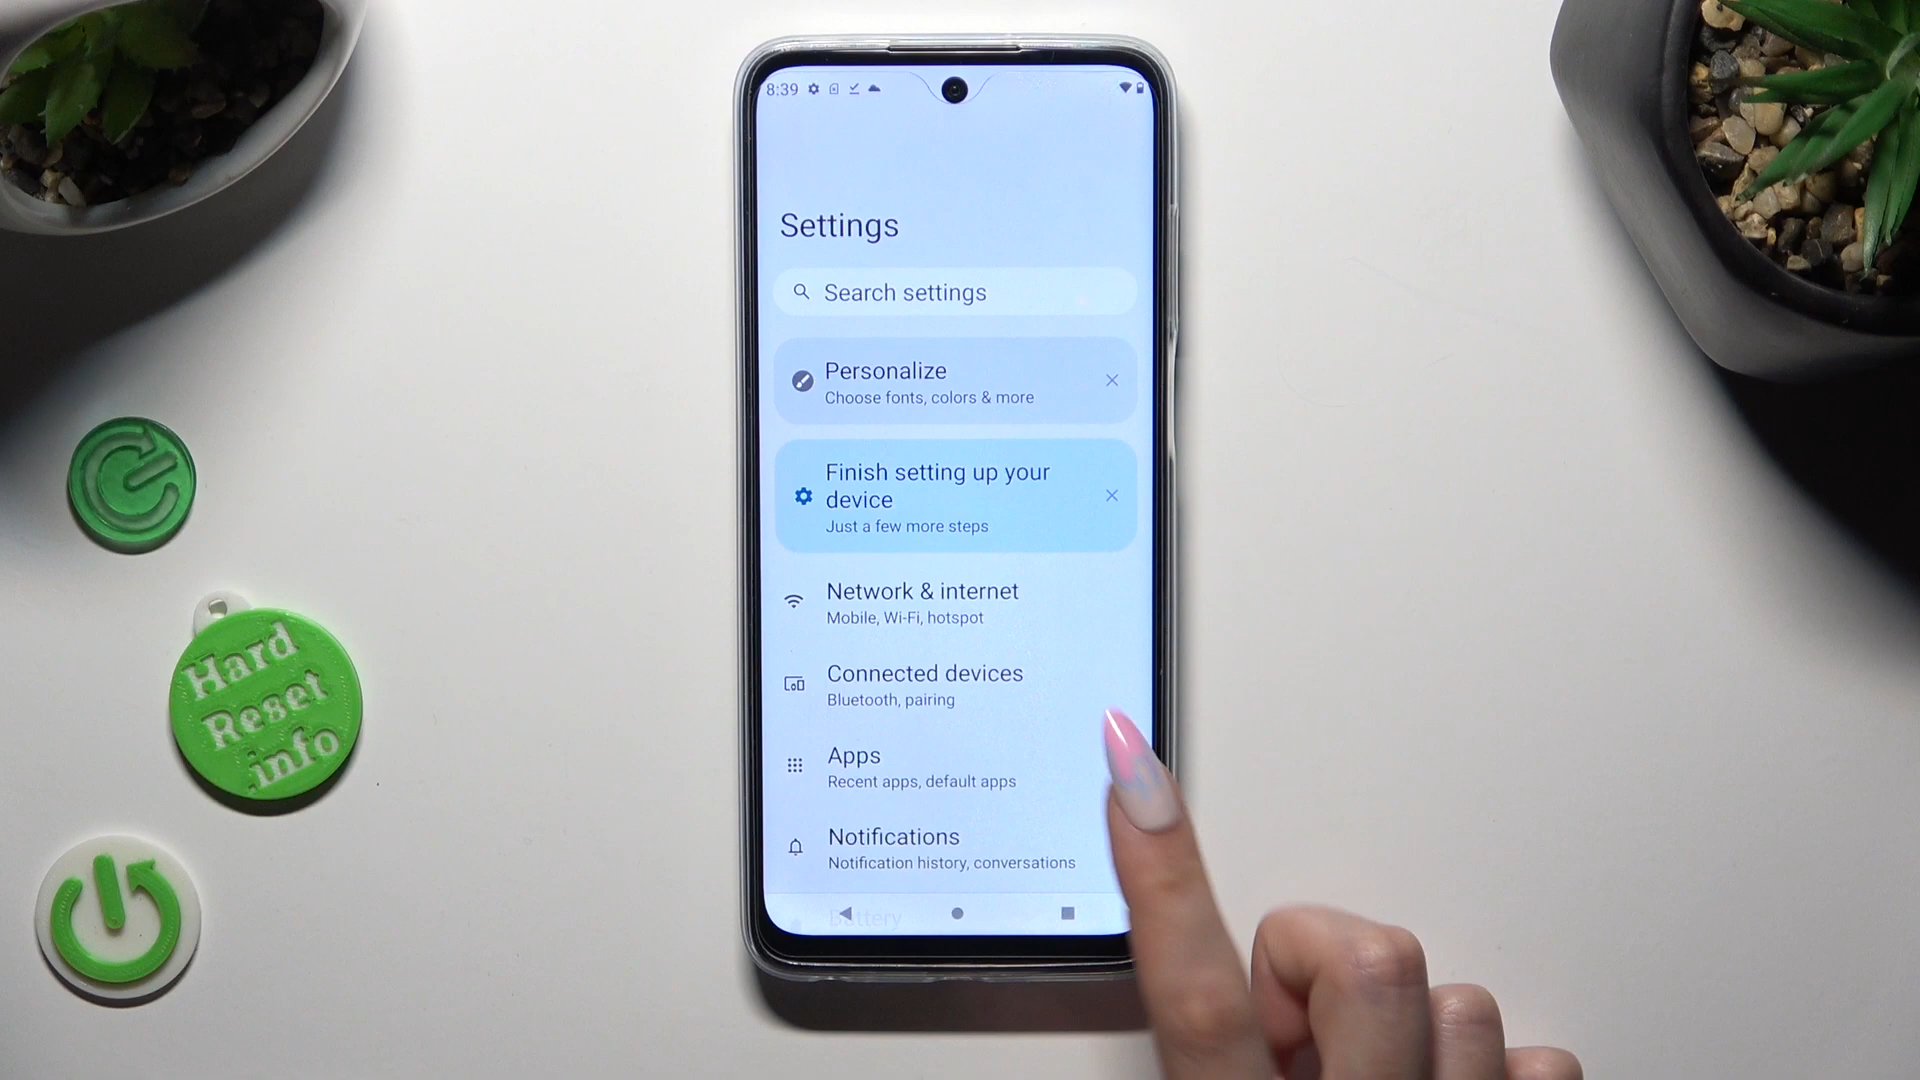 8:39
Settings
Search settings
Personalize
Choose fonts, colors & more
Finish setting up your
device
Just a few more steps
Network & internet
Mobile, Wi-Fi, hotspot
Connected devices
Bluetooth, pairing
Apps
Recent apps, default apps
Notifications
Notification history, conversations
Battery
Hard
Reset
.info